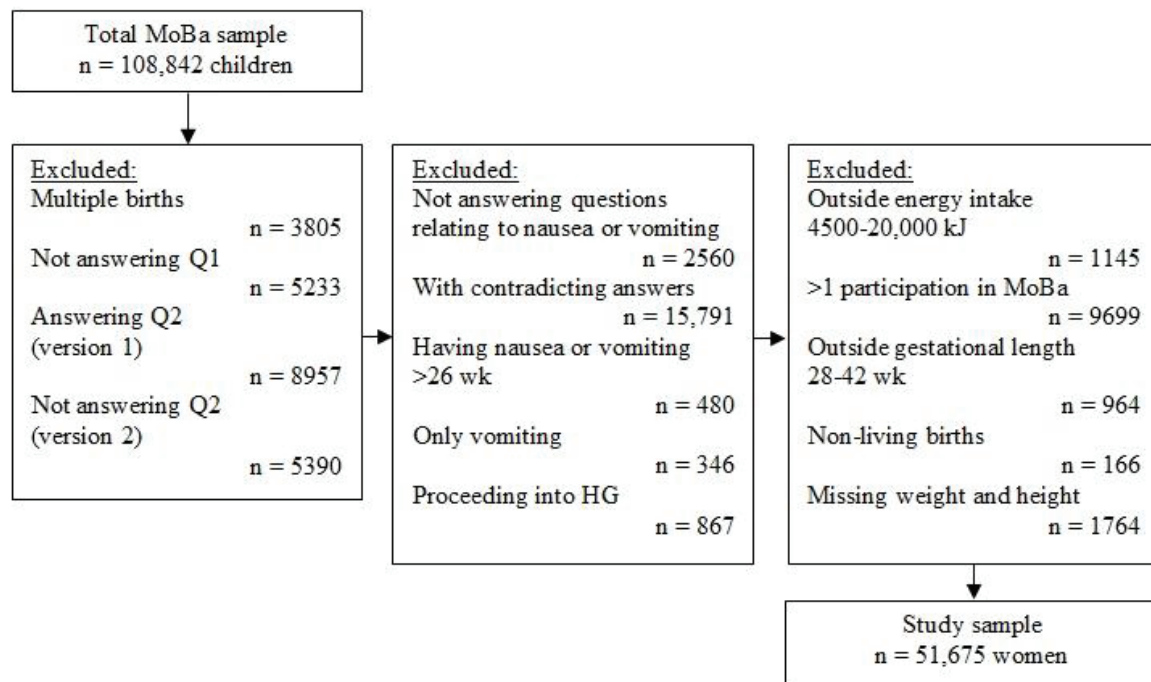 Total MoBa sample
n = 108,842 children
Excluded:
Multiple births
n = 3805
Not answering Q1
n = 5233
Answering Q2
(version 1)
n = 8957
Not answering Q2
(version 2)
n = 5390
Excluded:
Not answering questions
relating to nausea or vomiting
n = 2560
With contradicting answers
n = 15,791
Having nausea or vomiting
>26 wk
n = 480
Only vomiting
n = 346
Proceeding into HG
n = 867
Excluded:
Outside energy intake
4500-20,000 kJ
n = 1145
>1 participation in MoBa
n = 9699
Outside gestational length
28-42 wk
n = 964
Non-living births
n = 166
Missing weight and height
n = 1764
Study sample
n = 51,675 women